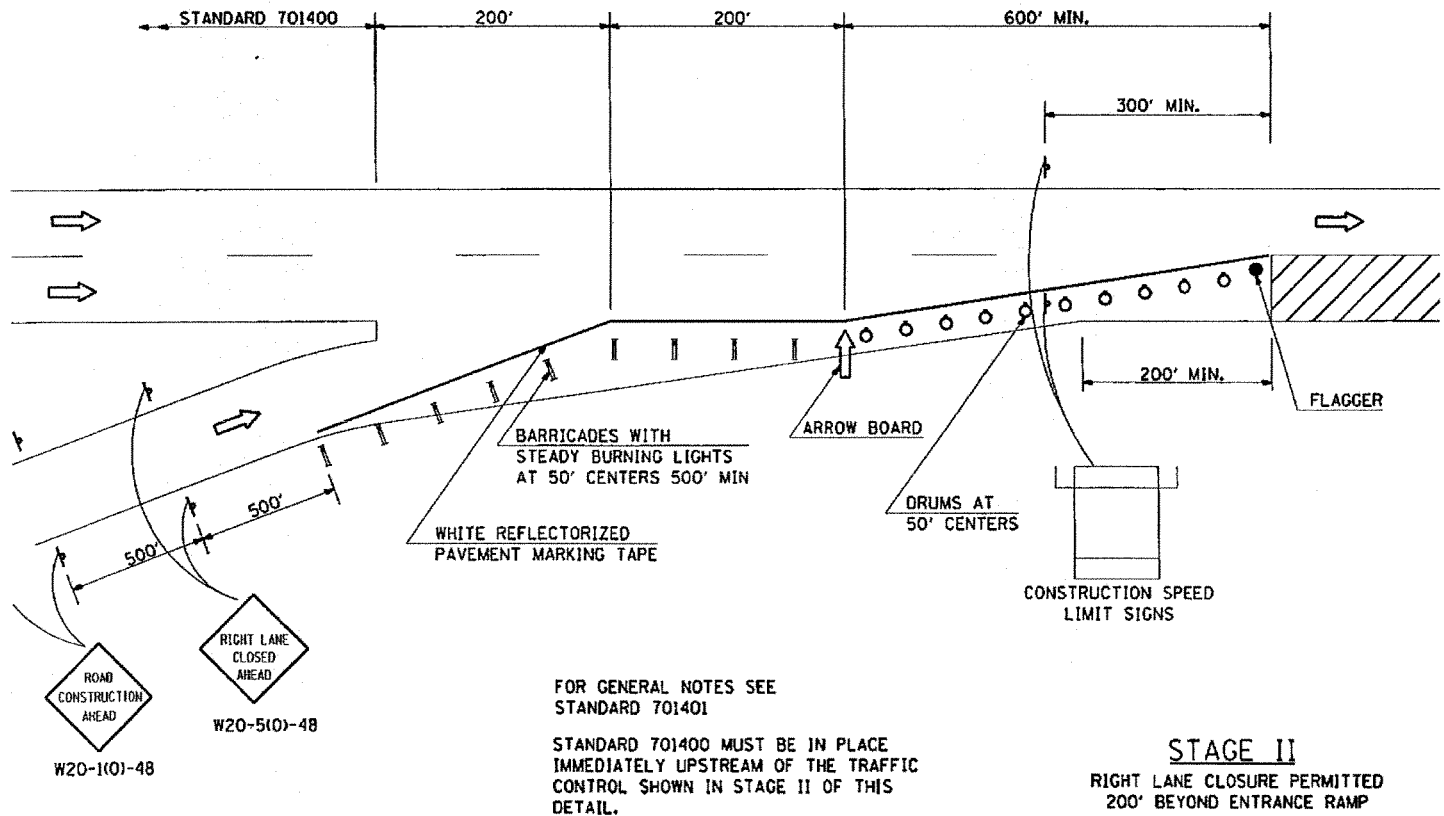 STANDARD 701400
200'
200'
600' MIN.
300' MIN.
200' MIN.
FLAGGER
ARROW BOARD
BARRICADES WITH
STEADY BURNING LIGHTS
AT 50' CENTERS 500' MIN
DRUMS AT
50' CENTERS
WHITE REFLECTORIZED
PAVEMENT MARKING TAPE
500'
500'
CONSTRUCTION SPEED
LIMIT SIGNS
RIGHT LANE
CLOSED
AHEAD
W20-5(O)-48
ROAD
CONSTRUCTION
AHEAD
W20-1(O)-48
FOR GENERAL NOTES SEE
STANDARD 701401
STANDARD 701400 MUST BE IN PLACE
IMMEDIATELY UPSTREAM OF THE TRAFFIC
CONTROL SHOWN IN STAGE II OF THIS
DETAIL.
STAGE II
RIGHT LANE CLOSURE PERMITTED
200' BEYOND ENTRANCE RAMP